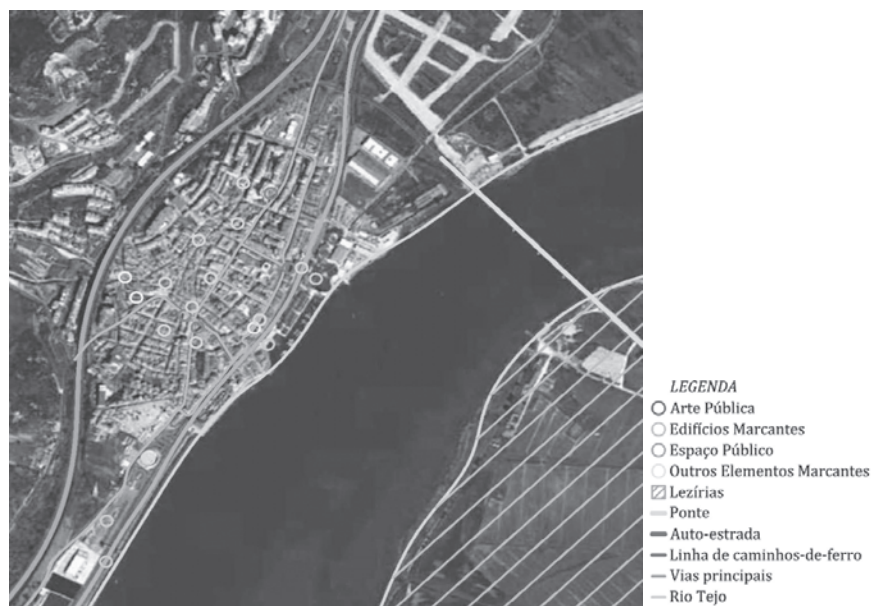 LEGENDA
Arte Pública
Edifícios Marcantes
Espaço Público
Outros Elementos Marcantes
Lezírias
Ponte
Auto-estrada
Linha de caminhos-de-ferro
Vias principais
Rio Tejo